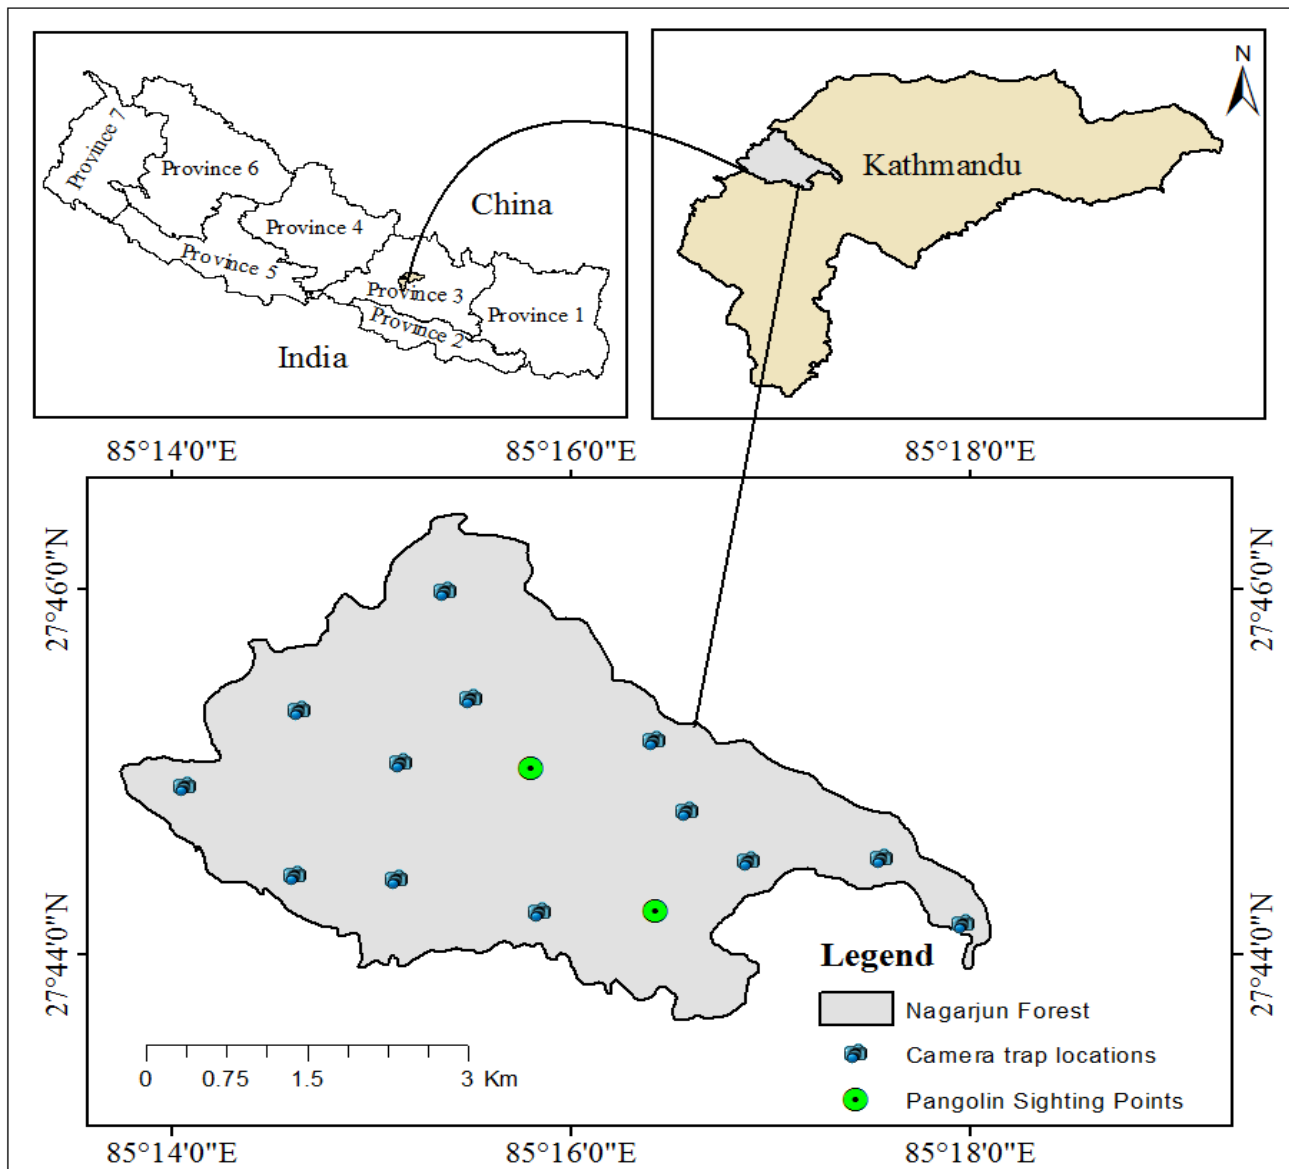 N
Province 7
Province 6
China
Province 4
Province 5
Province 3
Province 1
Province 2
India
Kathmandu
85°14'0"E
85°16'0"E
85°18'0"E
27°46'0"N
27°46'0"N
27°44'0"N
27°44'0"N
Legend
Nagarjun Forest
Camera trap locations
Pangolin Sighting Points
0 0.75 1.5 3 Km
85°14'0"E
85°16'0"E
85°18'0"E